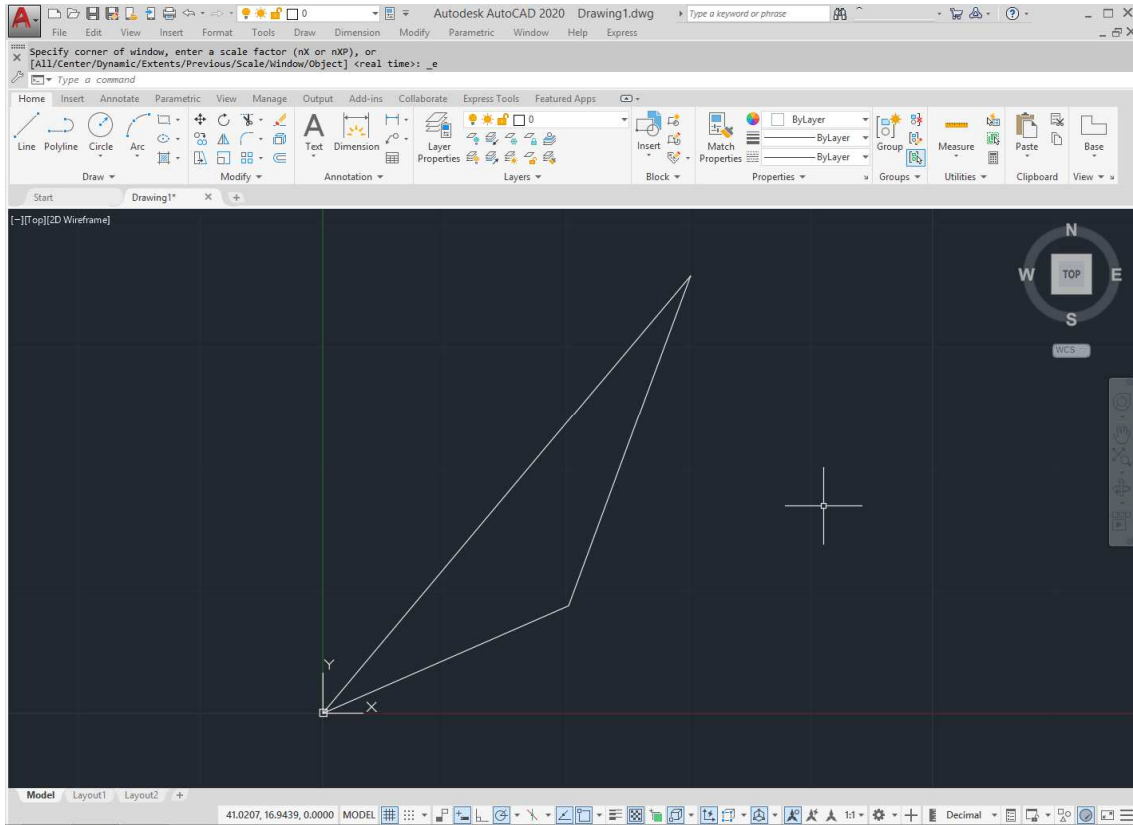 A 0 Autodesk AutoCAD 2020 Drawing1.dwg Type a keyword or phrase ?
File Edit View Insert Format Tools Draw Dimension Modify Parametric Window Help Express
Specify corner of window, enter a scale factor (nX or nXP), or
[All/Center/Dynamic/Extents/Previous/Scale/Window/Object] <real time>: _e
Type a command
Home Insert Annotate Parametric View Manage Output Add-ins Collaborate Express Tools Featured Apps
0 ByLayer
ByLayer
ByLayer
Line Polyline Circle Arc A Text Dimension Layer Properties Insert Match Properties Group Measure Paste Base
Draw Modify Annotation Layers Block Properties Groups Utilities Clipboard View
Start Drawing1* +
[−][Top][2D Wireframe]
N
W TOP E
S
WCS
Y
X
Model Layout1 Layout2 +
41.0207, 16.9439, 0.0000 MODEL 1:1 Decimal